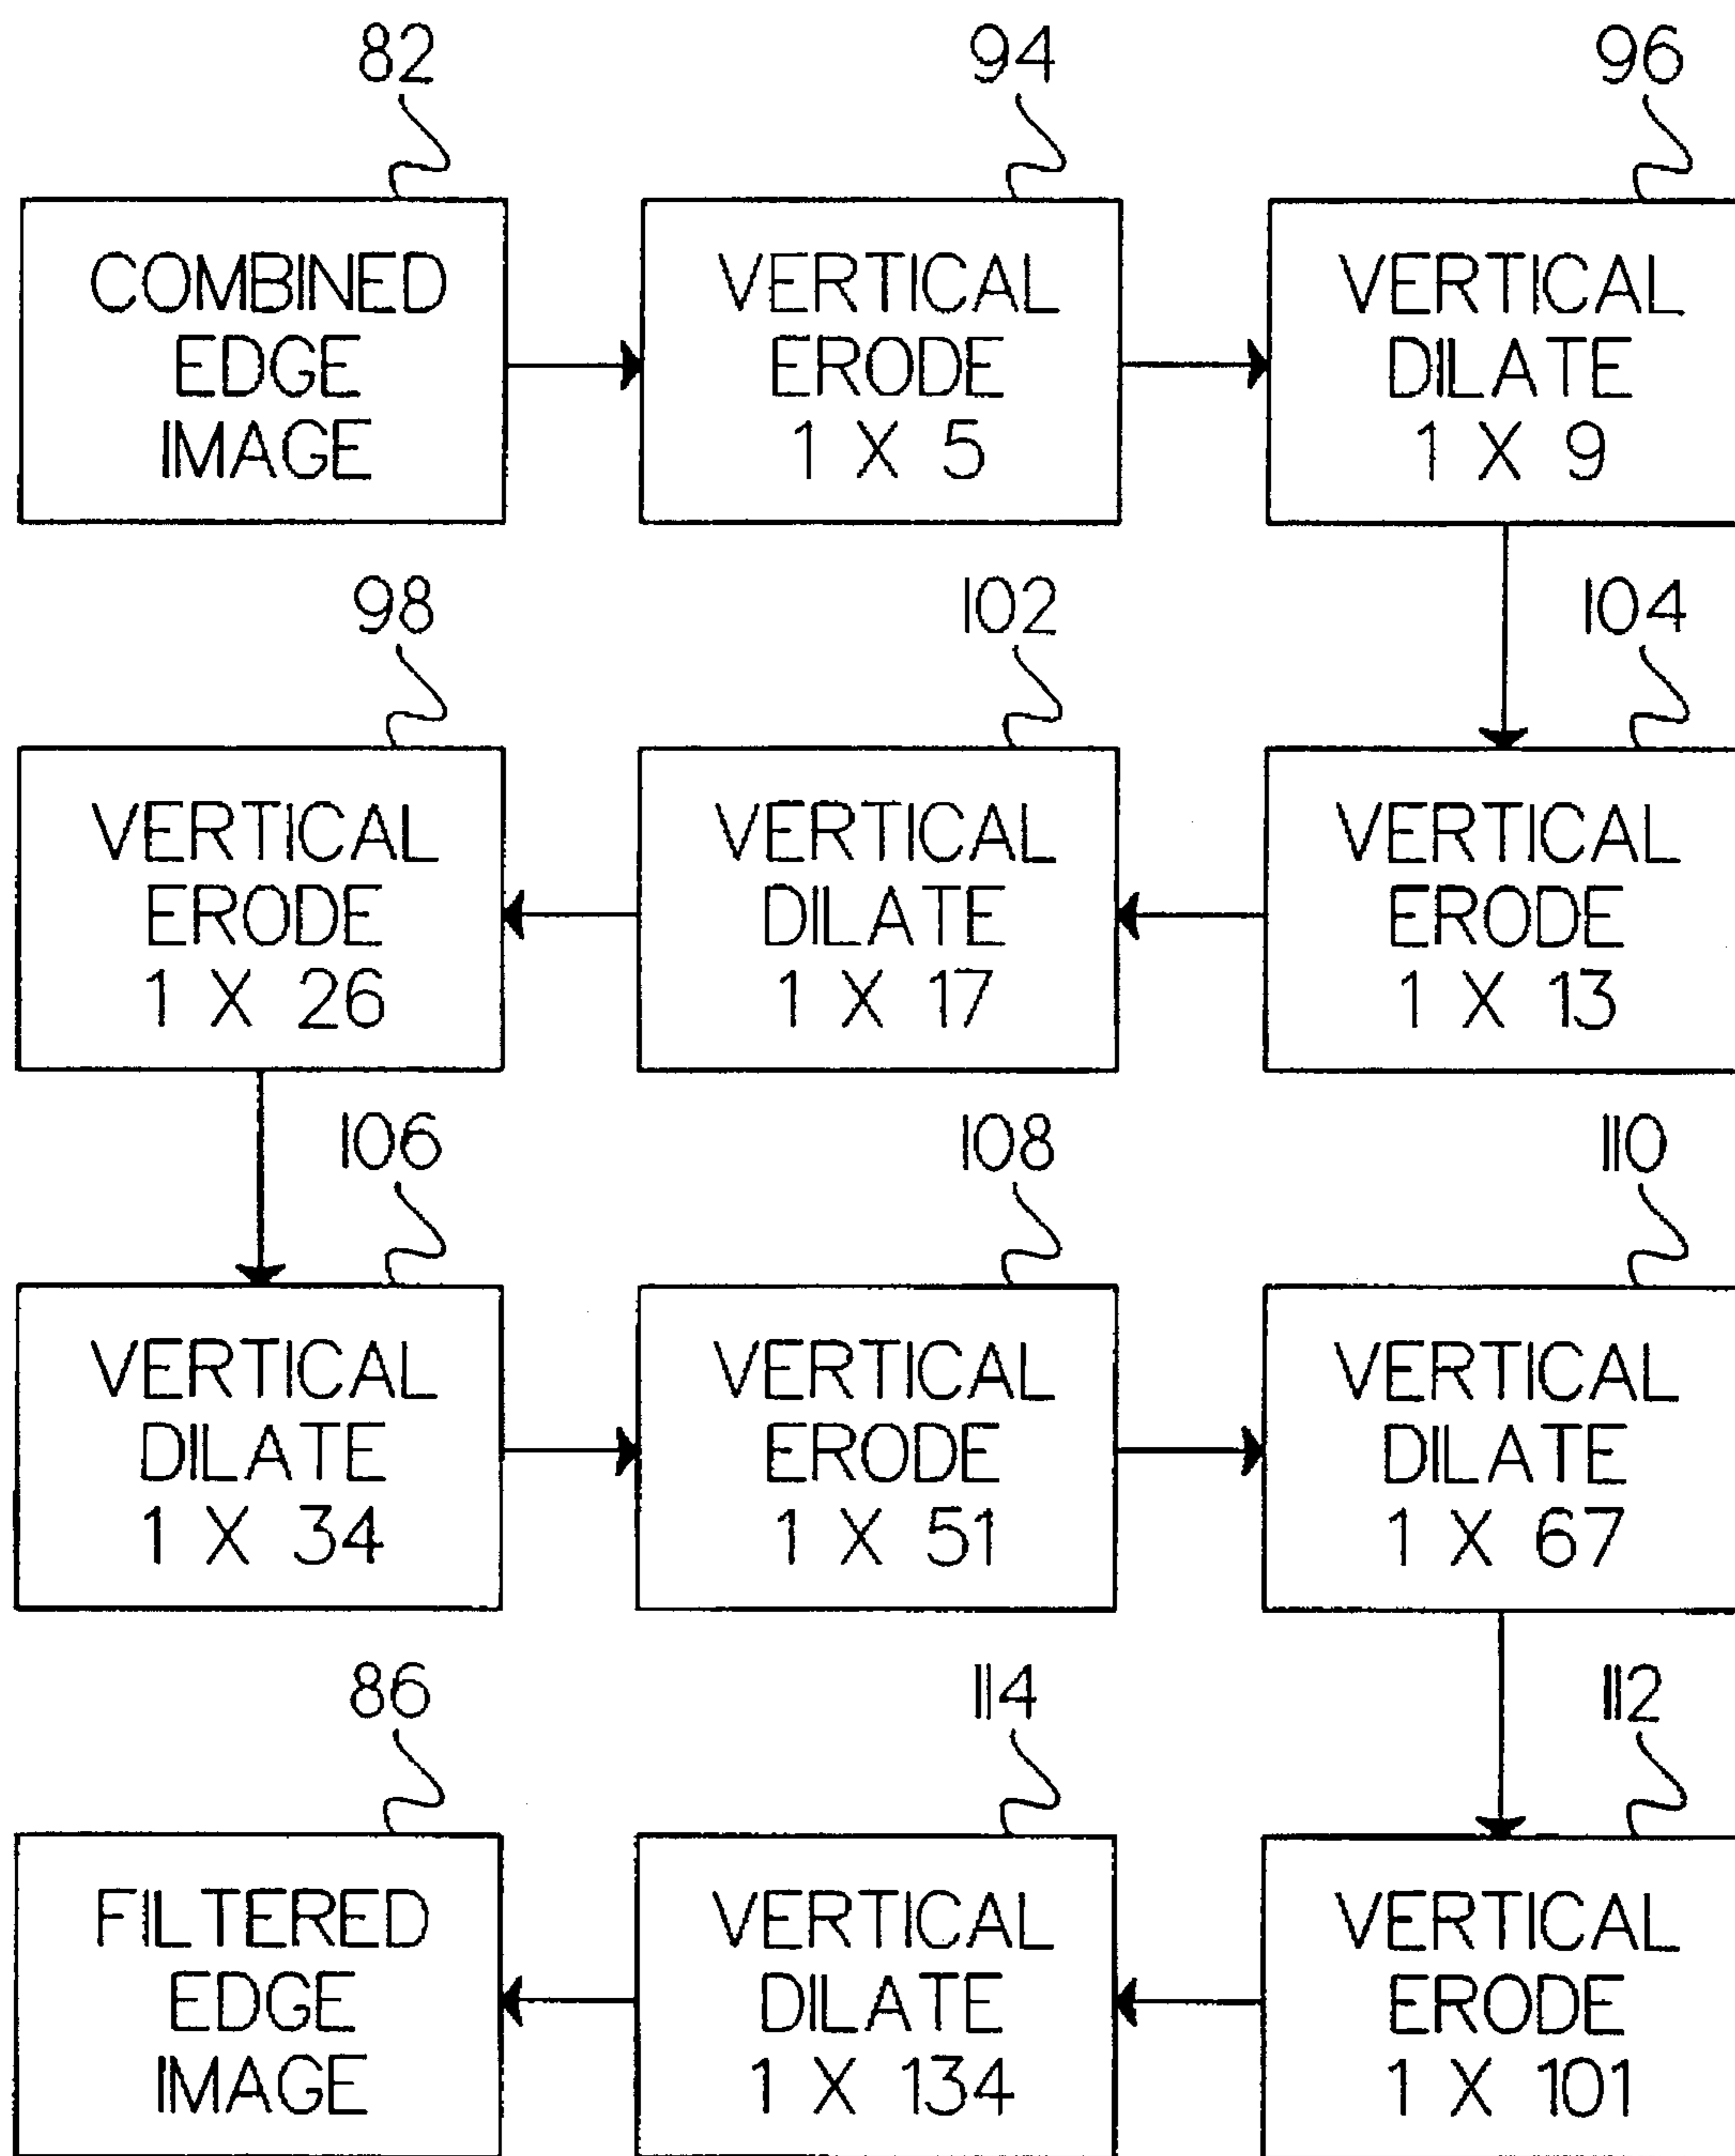 82
COMBINED
EDGE
IMAGE
94
VERTICAL
ERODE
1 X 5
96
VERTICAL
DILATE
1 X 9
98
VERTICAL
ERODE
1 X 26
102
VERTICAL
DILATE
1 X 17
104
VERTICAL
ERODE
1 X 13
106
VERTICAL
DILATE
1 X 34
108
VERTICAL
ERODE
1 X 51
110
VERTICAL
DILATE
1 X 67
86
FILTERED
EDGE
IMAGE
114
VERTICAL
DILATE
1 X 134
112
VERTICAL
ERODE
1 X 101